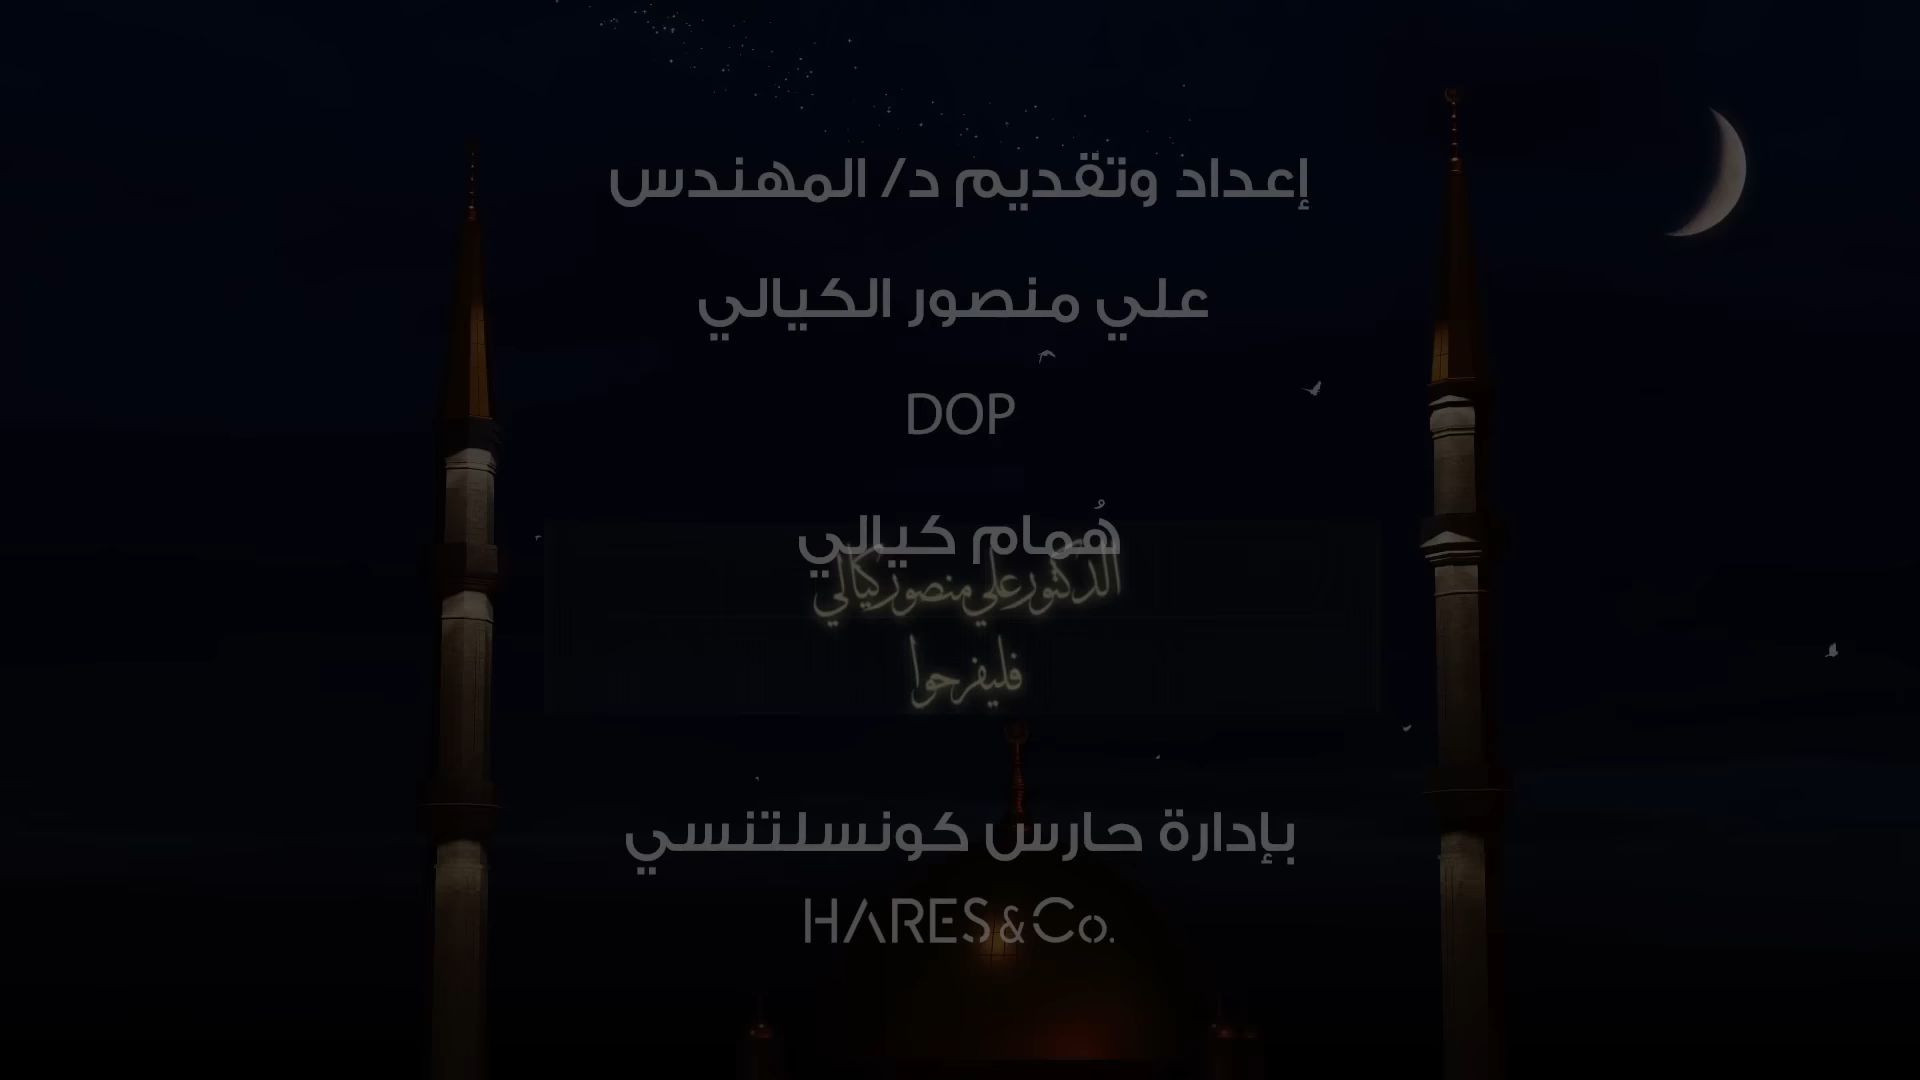 إعداد وتقديم د/ المهندس
علي منصور الكيالي
DOP
هُمام كيالي
الدكتور علي منصور كيالي
فليفرحوا
بإدارة حارس كونسلتنسي
HARES & Co.